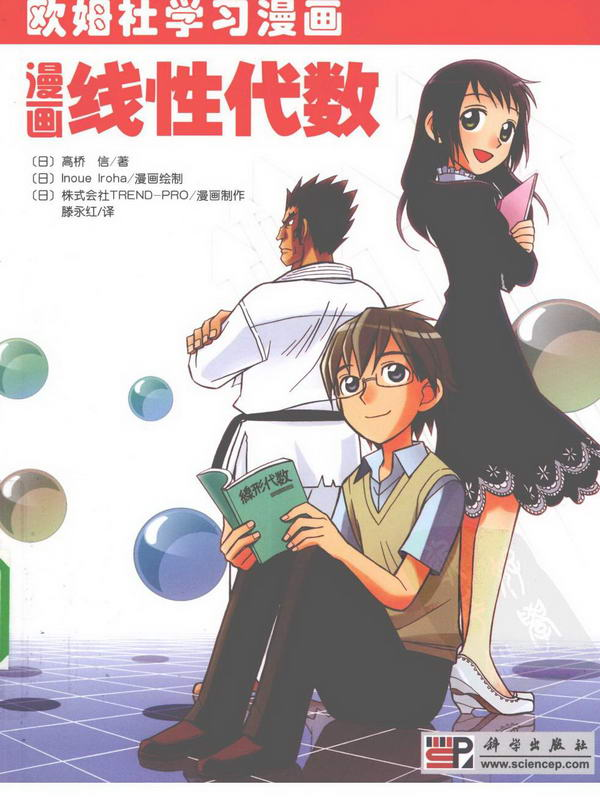 欧姆社学习漫画
漫画 线性代数
〔日〕高桥 信/著
〔日〕Inoue Iroha/漫画绘制
〔日〕株式会社TREND-PRO/漫画制作
滕永红/译
線形代数
科学出版社
www.sciencep.com